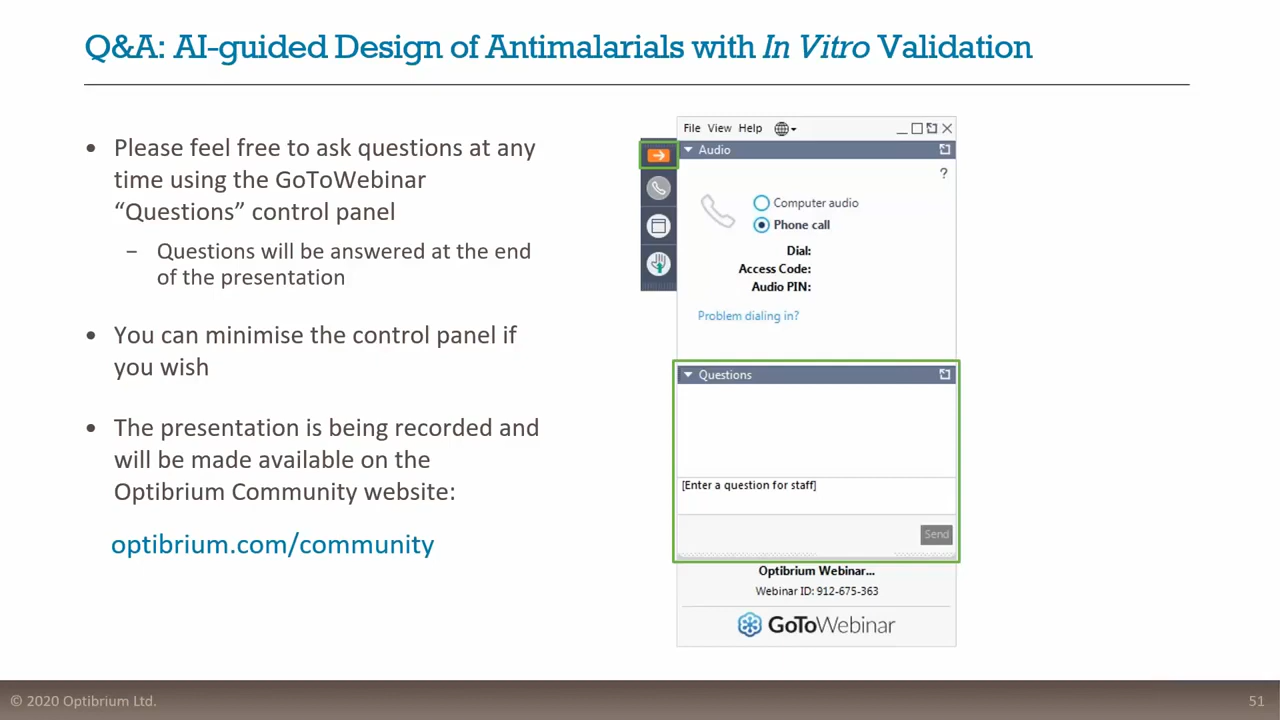 Q&A: AI-guided Design of Antimalarials with In Vitro Validation
• Please feel free to ask questions at any
time using the GoToWebinar
“Questions” control panel
− Questions will be answered at the end
of the presentation
• You can minimise the control panel if
you wish
• The presentation is being recorded and
will be made available on the
Optibrium Community website:
optibrium.com/community
File View Help
Audio
?
Computer audio
Phone call
Dial:
Access Code:
Audio PIN:
Problem dialing in?
Questions
[Enter a question for staff]
Send
Optibrium Webinar...
Webinar ID: 912-675-363
GoToWebinar
© 2020 Optibrium Ltd.
51